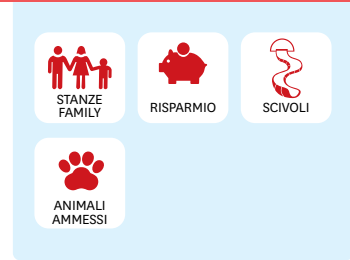 STANZE
FAMILY
RISPARMIO
SCIVOLI
ANIMALI
AMMESSI